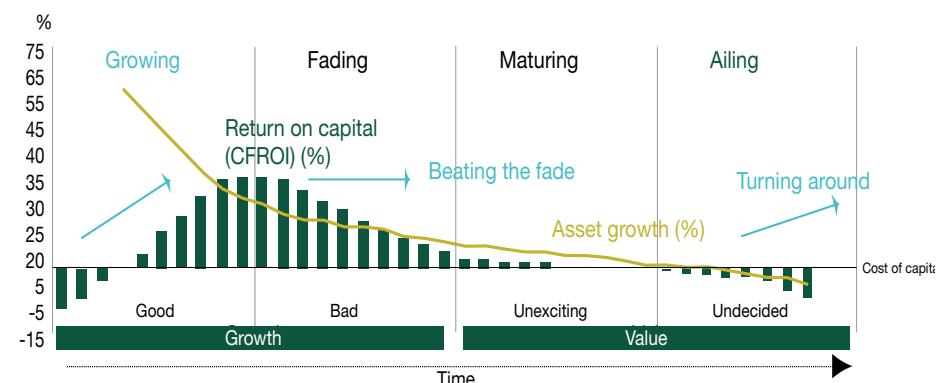 %
75
65
55
45
40
35
30
25
20
5
-5
-15
Growing
Fading
Maturing
Ailing
Return on capital
(CFROI) (%)
Beating the fade
Turning around
Asset growth (%)
Cost of capita
Good
Bad
Unexciting
Undecided
Growth
Value
Time